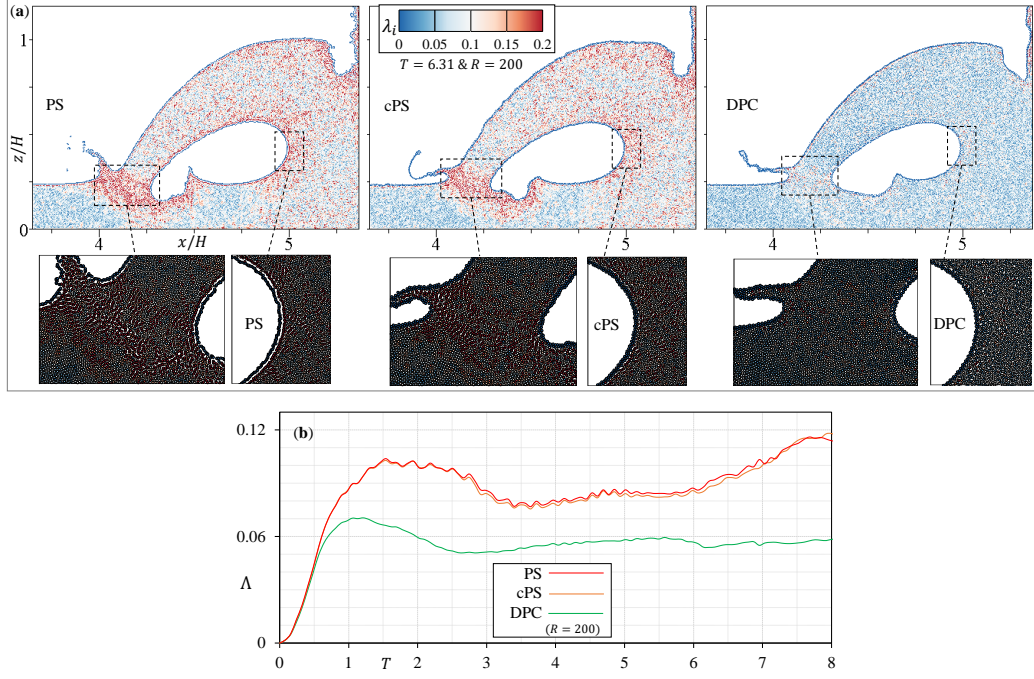 (a)
PS
cPS
DPC
λi
0 0.05 0.1 0.15 0.2
T = 6.31 & R = 200
1
z/H
0
4 x/H 5
4 5
4 5
PS
cPS
DPC
(b)
0.12
0.06
Λ
0
PS
cPS
DPC
(R = 200)
0 1 T 2 3 4 5 6 7 8